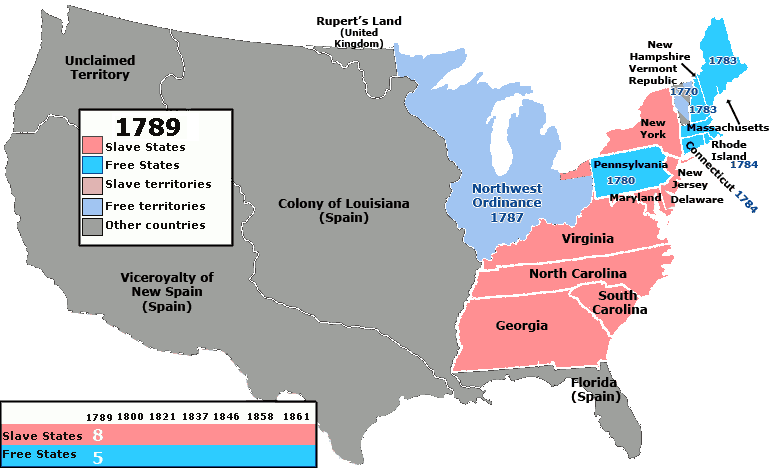 Rupert's Land
(United
Kingdom)
Unclaimed
Territory
New
Hampshire
Vermont
Republic
1783
1770
1783
Massachusetts
Rhode
Island
1784
Connecticut 1784
New
York
Pennsylvania
1780
New
Jersey
Maryland
Delaware
1789
Slave States
Free States
Slave territories
Free territories
Other countries
Northwest
Ordinance
1787
Colony of Louisiana
(Spain)
Virginia
Viceroyalty of
New Spain
(Spain)
North Carolina
South
Carolina
Georgia
Florida
(Spain)
1789 1800 1821 1837 1846 1858 1861
Slave States 8
Free States 5